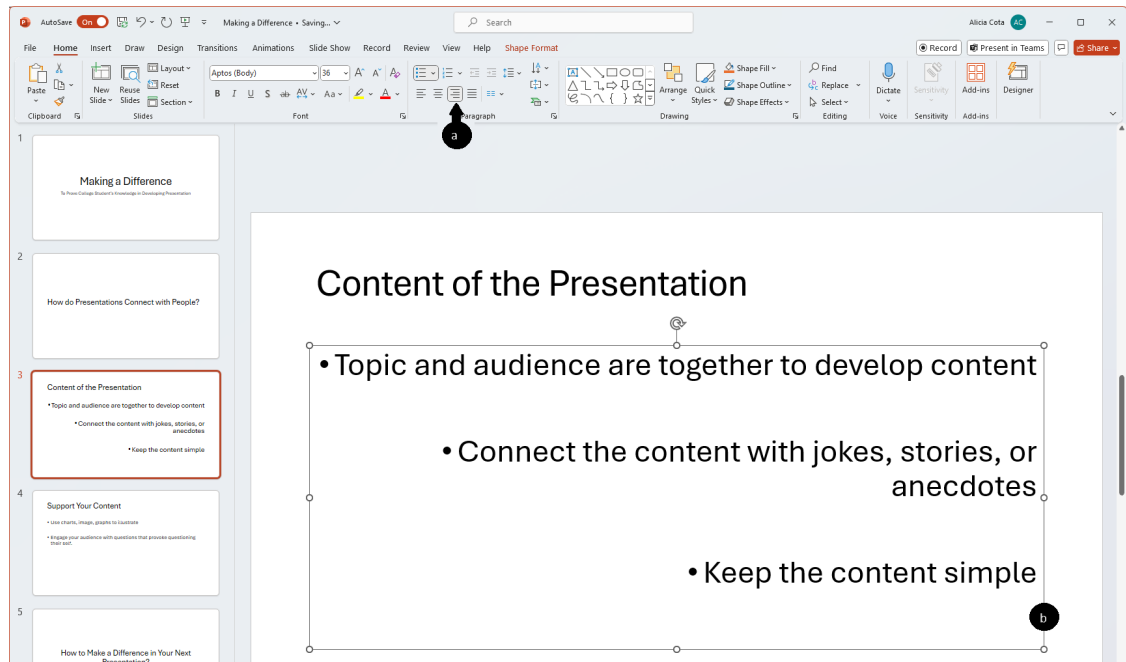 AutoSave On Making a Difference • Saving... Search Alicia Cota AC
File Home Insert Draw Design Transitions Animations Slide Show Record Review View Help Shape Format Record Present in Teams Share
Paste
Clipboard
New Slide
Reuse Slides
Layout
Reset
Section
Slides
Aptos (Body) 36
B I U S ab AV Aa A
Font
Paragraph
Arrange
Quick Styles
Shape Fill
Shape Outline
Shape Effects
Drawing
Find
Replace
Select
Editing
Dictate
Voice
Sensitivity
Sensitivity
Add-ins
Add-ins
Designer
a
1
Making a Difference
To Prove College Student's Knowledge in Developing Presentation
2
How do Presentations Connect with People?
3
Content of the Presentation
•Topic and audience are together to develop content
•Connect the content with jokes, stories, or
anecdotes
•Keep the content simple
4
Support Your Content
• Use charts, image, graphs to iluustrate
• Engage your audience with questions that provoke questioning
their self.
5
How to Make a Difference in Your Next
Presentation?
Content of the Presentation
•Topic and audience are together to develop content
•Connect the content with jokes, stories, or
anecdotes
•Keep the content simple
b